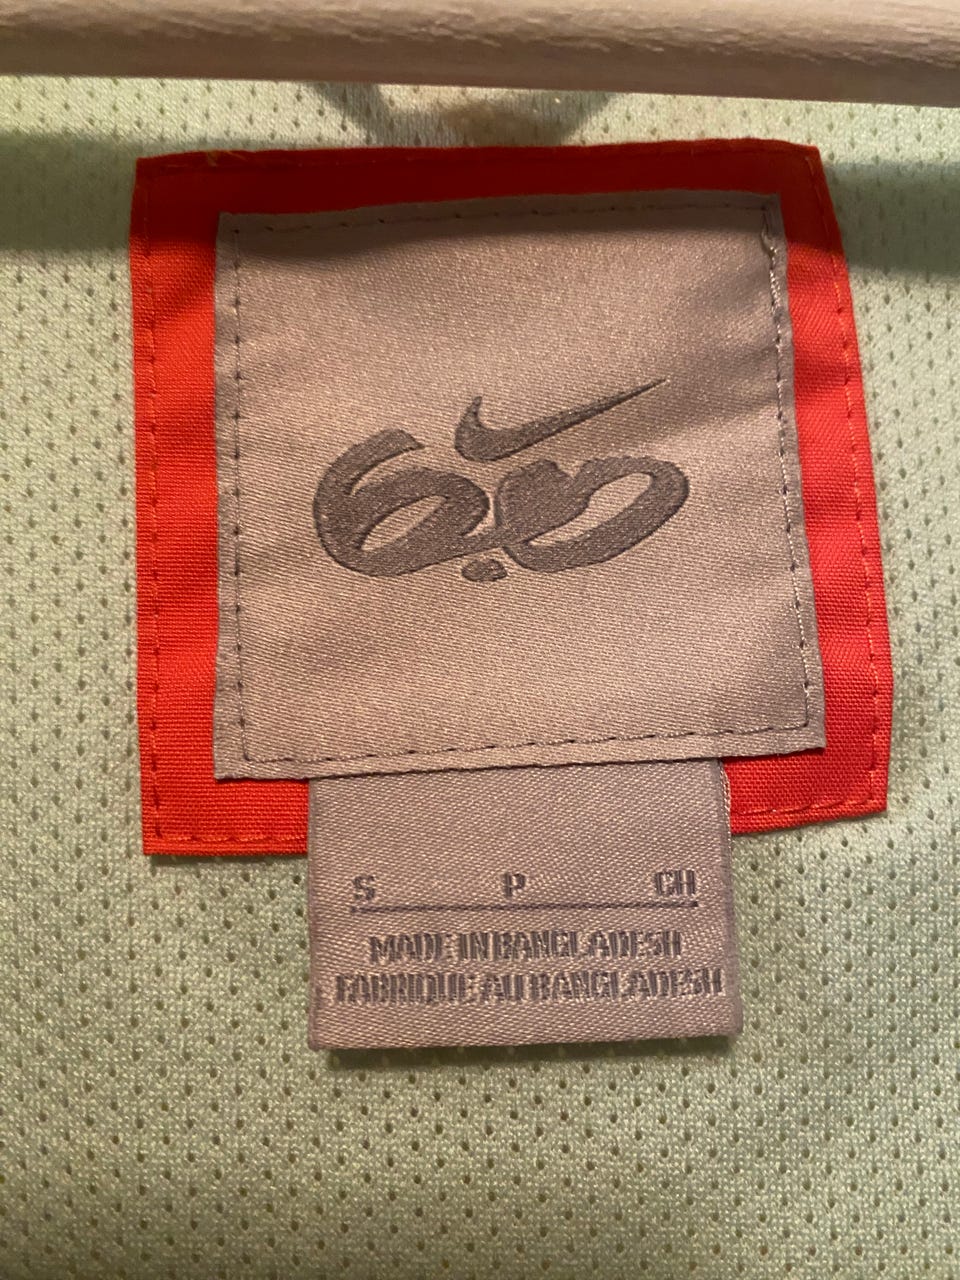 6.0
S P CH
MADE IN BANGLADESH
FABRIQUE AU BANGLADESH